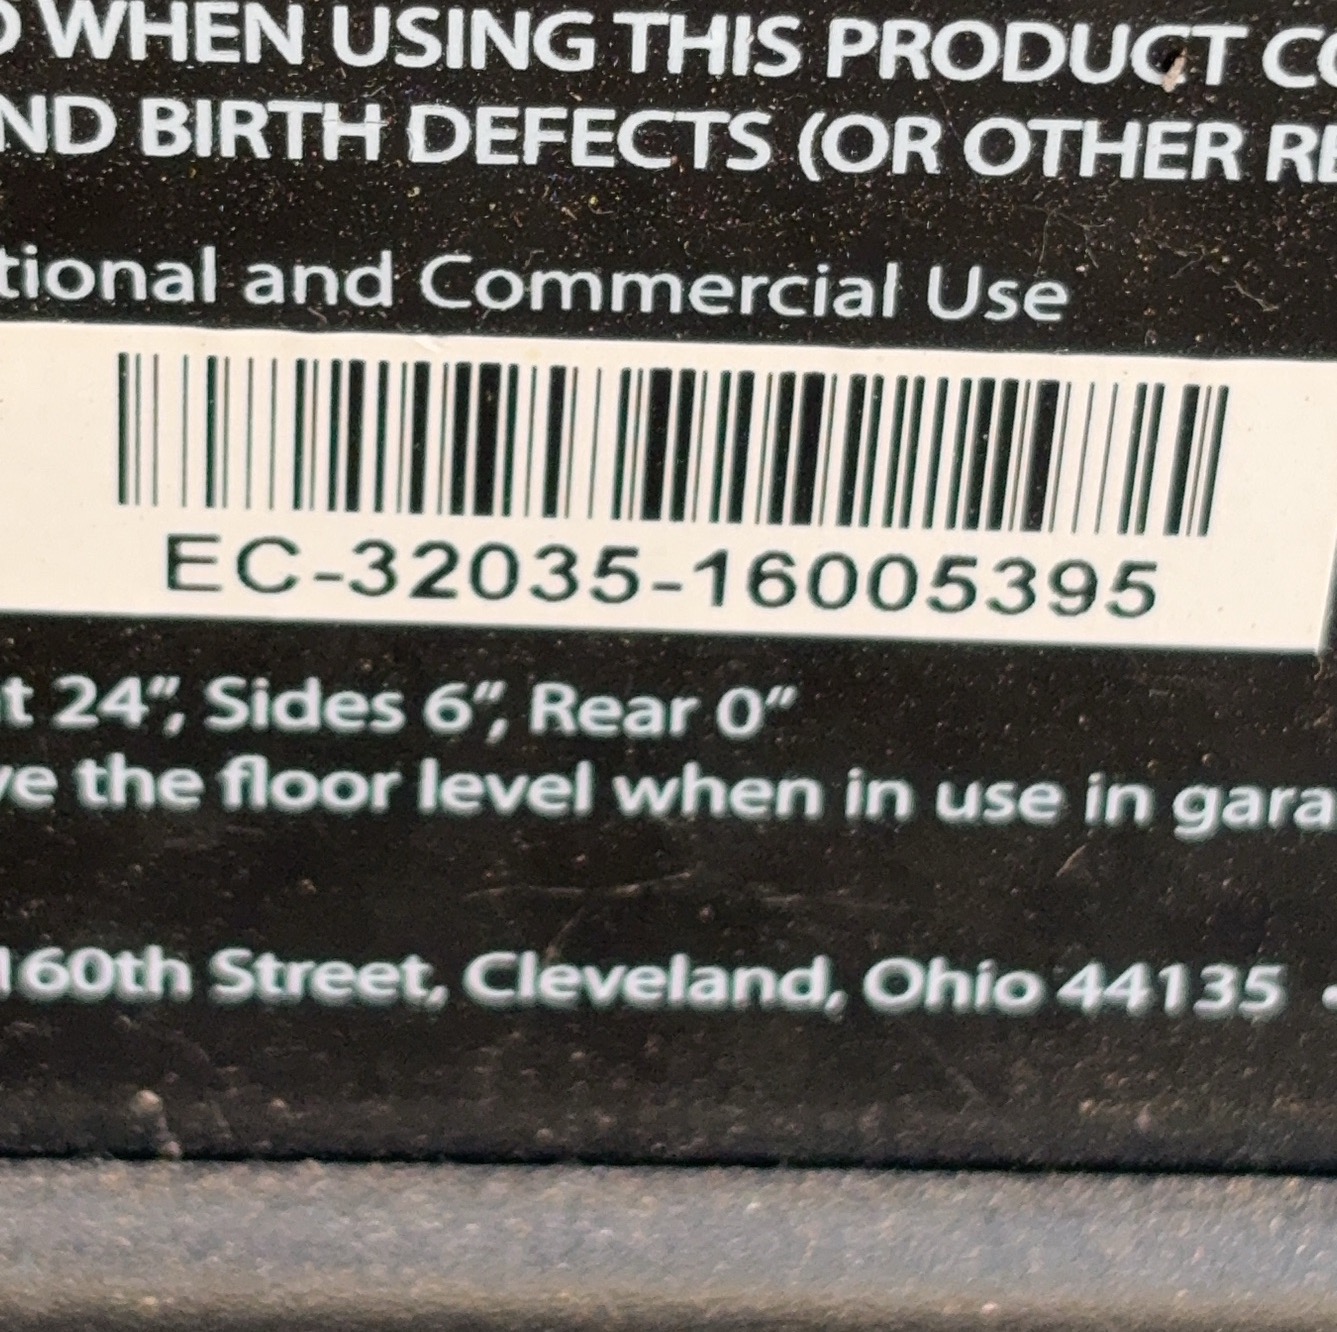 WHEN USING THIS PRODUCT
ND BIRTH DEFECTS (OR OTHER
tional and Commercial Use
EC-32035-16005395
t 24", Sides 6", Rear 0"
ve the floor level when in use in gara
160th Street, Cleveland, Ohio 44135